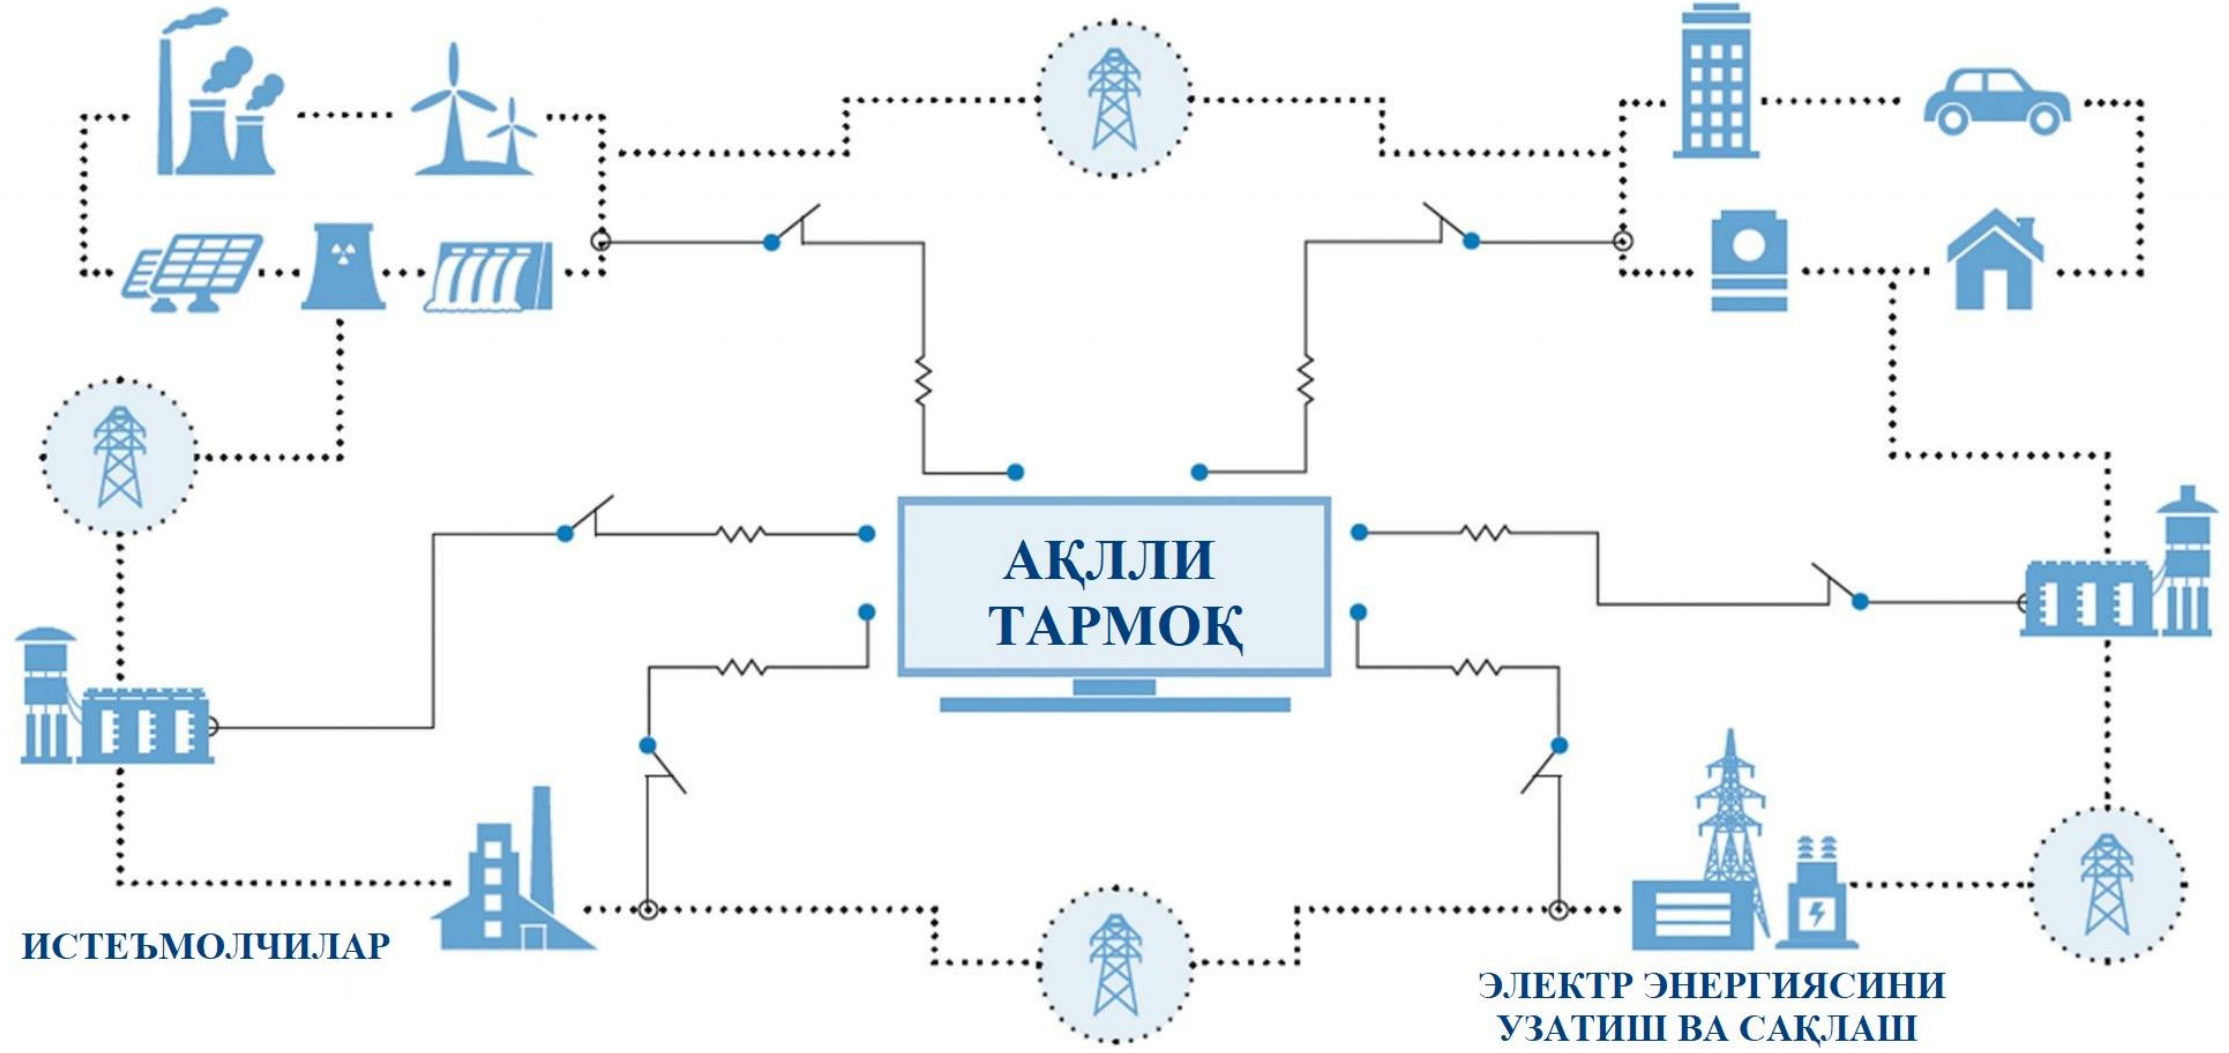 АҚЛЛИ
ТАРМОҚ
ИСТЕЪМОЛЧИЛАР
ЭЛЕКТР ЭНЕРГИЯСИНИ
УЗАТИШ ВА САҚЛАШ